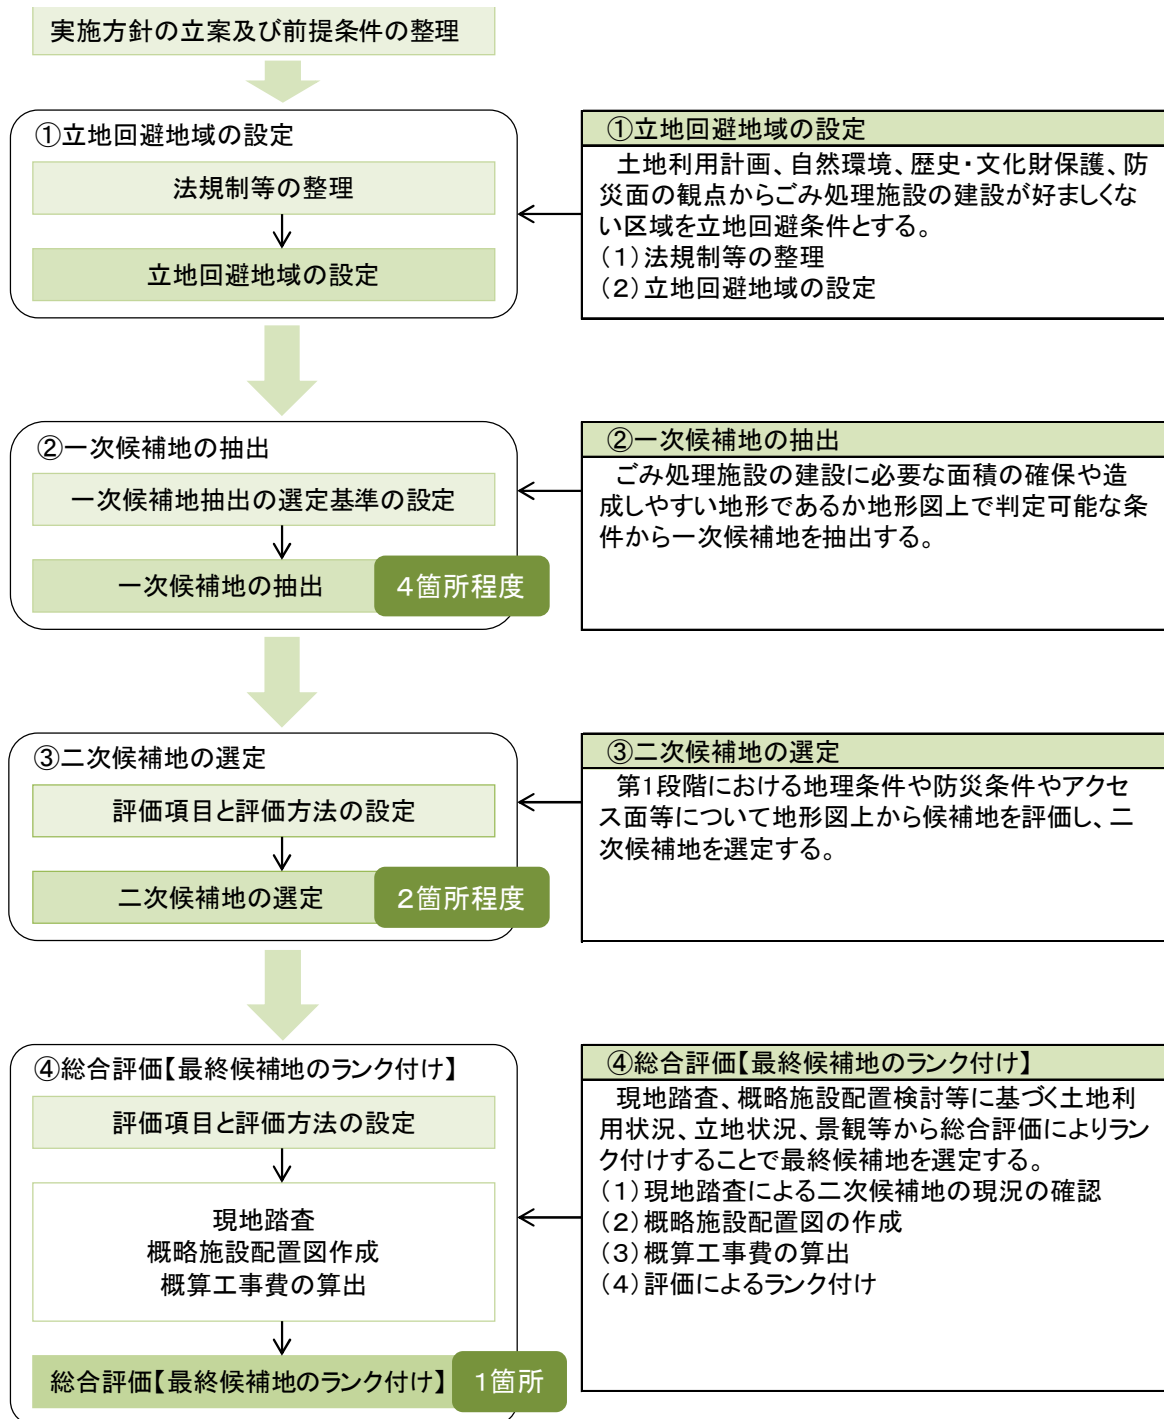 実施方針の立案及び前提条件の整理
①立地回避地域の設定
法規制等の整理
立地回避地域の設定
①立地回避地域の設定
土地利用計画、自然環境、歴史・文化財保護、防
災面の観点からごみ処理施設の建設が好ましくな
い区域を立地回避条件とする。
（１）法規制等の整理
（２）立地回避地域の設定
②一次候補地の抽出
一次候補地抽出の選定基準の設定
一次候補地の抽出
４箇所程度
②一次候補地の抽出
ごみ処理施設の建設に必要な面積の確保や造
成しやすい地形であるか地形図上で判定可能な条
件から一次候補地を抽出する。
③二次候補地の選定
評価項目と評価方法の設定
二次候補地の選定
２箇所程度
③二次候補地の選定
第1段階における地理条件や防災条件やアクセ
ス面等について地形図上から候補地を評価し、二
次候補地を選定する。
④総合評価【最終候補地のランク付け】
評価項目と評価方法の設定
現地踏査
概略施設配置図作成
概算工事費の算出
総合評価【最終候補地のランク付け】
１箇所
④総合評価【最終候補地のランク付け】
現地踏査、概略施設配置検討等に基づく土地利
用状況、立地状況、景観等から総合評価によりラン
ク付けすることで最終候補地を選定する。
（１）現地踏査による二次候補地の現況の確認
（２）概略施設配置図の作成
（３）概算工事費の算出
（４）評価によるランク付け